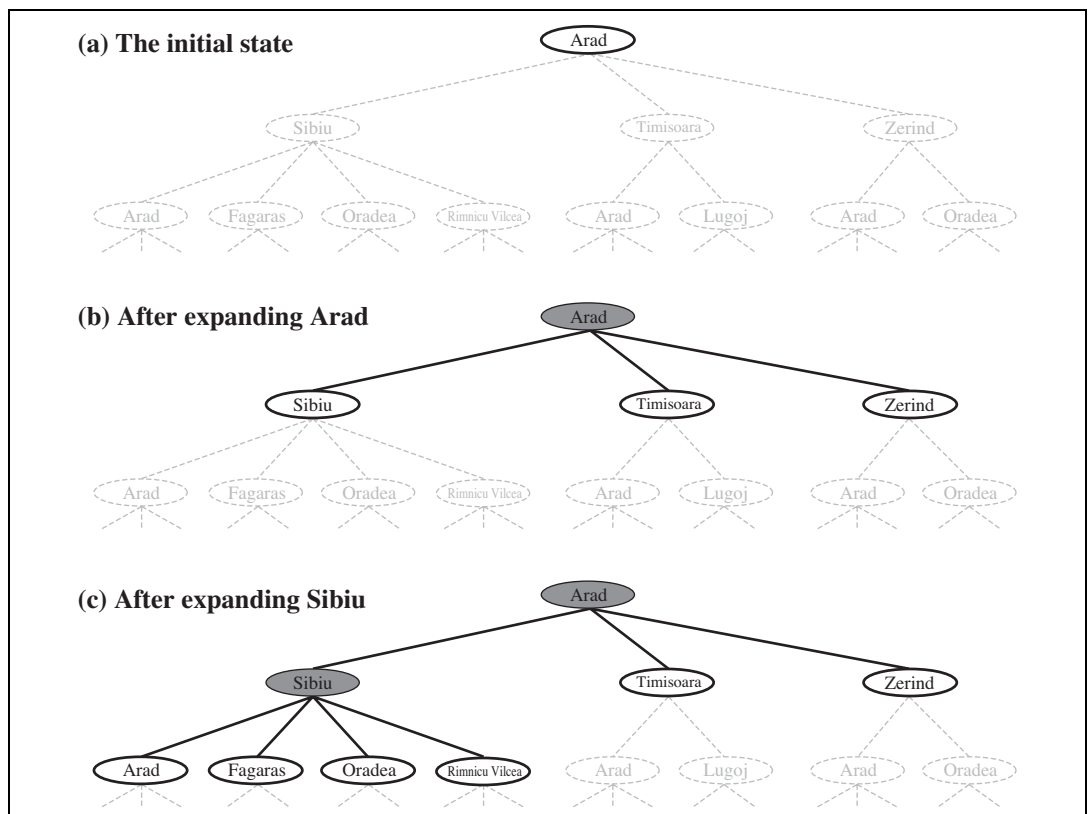 (a) The initial state
Arad
Sibiu Timisoara Zerind
Arad Fagaras Oradea Rimnicu Vilcea Arad Lugoj Arad Oradea
(b) After expanding Arad
Arad
Sibiu Timisoara Zerind
Arad Fagaras Oradea Rimnicu Vilcea Arad Lugoj Arad Oradea
(c) After expanding Sibiu
Arad
Sibiu Timisoara Zerind
Arad Fagaras Oradea Rimnicu Vilcea Arad Lugoj Arad Oradea